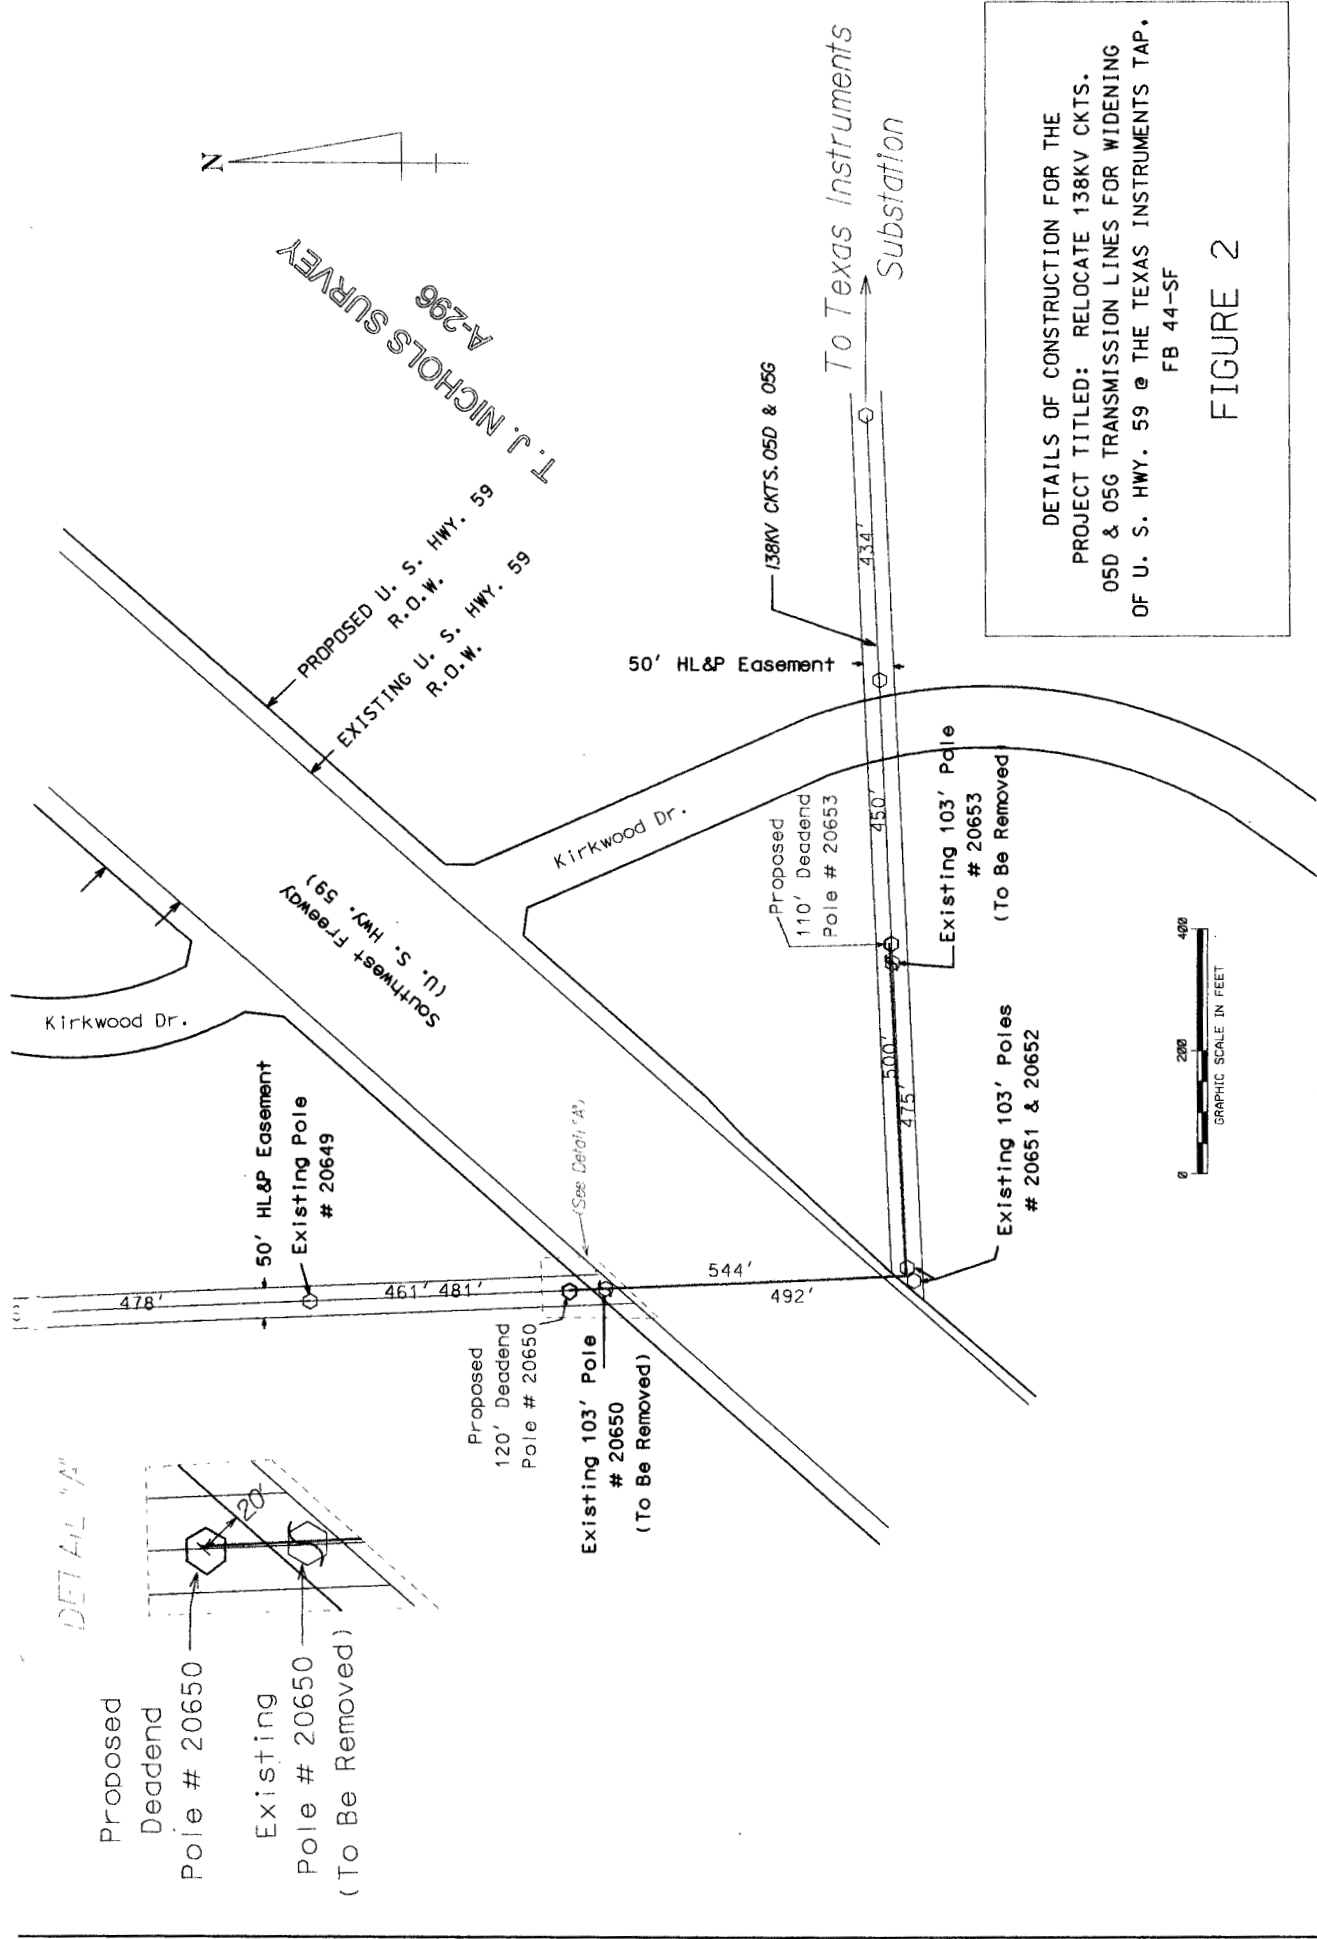 DETAIL "A"
Proposed
Deadend
Pole # 20650
20'
Existing
Pole # 20650
(To Be Removed)
478'
50' HL&P Easement
Existing Pole
# 20649
461' 481'
Proposed
120' Deadend
Pole # 20650
Existing 103' Pole
# 20650
(To Be Removed)
(See Detail "A")
544'
492'
Kirkwood Dr.
Southwest Freeway
(U. S. Hwy. 59)
PROPOSED U. S. HWY. 59
R.O.W.
EXISTING U. S. HWY. 59
R.O.W.
T. J. NICHOLS SURVEY
A-296
N
Kirkwood Dr.
50' HL&P Easement
138KV CKTS. 05D & 05G
To Texas Instruments
Substation
434'
450'
Proposed
110' Deadend
Pole # 20653
500'
475'
Existing 103' Pole
# 20653
(To Be Removed)
Existing 103' Poles
# 20651 & 20652
0 200 400
GRAPHIC SCALE IN FEET
DETAILS OF CONSTRUCTION FOR THE
PROJECT TITLED: RELOCATE 138KV CKTS.
05D & 05G TRANSMISSION LINES FOR WIDENING
OF U. S. HWY. 59 @ THE TEXAS INSTRUMENTS TAP.
FB 44-SF
FIGURE 2